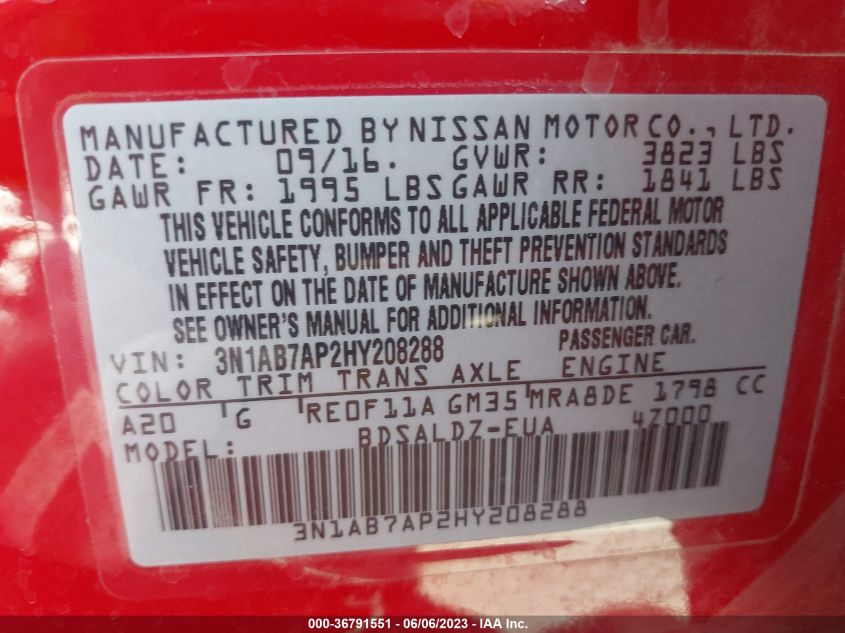 MANUFACTURED BY NISSAN MOTOR CO., LTD.
DATE: 09/16. GVWR: 3823 LBS
GAWR FR: 1995 LBS GAWR RR: 1841 LBS
THIS VEHICLE CONFORMS TO ALL APPLICABLE FEDERAL MOTOR
VEHICLE SAFETY, BUMPER AND THEFT PREVENTION STANDARDS
IN EFFECT ON THE DATE OF MANUFACTURE SHOWN ABOVE.
SEE OWNER'S MANUAL FOR ADDITIONAL INFORMATION.
VIN: 3N1AB7AP2HY208288 PASSENGER CAR.
COLOR TRIM TRANS AXLE ENGINE
A20 G RE0F11A GM35 MRA8DE 1798 CC
MODEL: BDSALDZ-EUA 4Z000
3N1AB7AP2HY208288
000-36791551 - 06/06/2023 - IAA Inc.